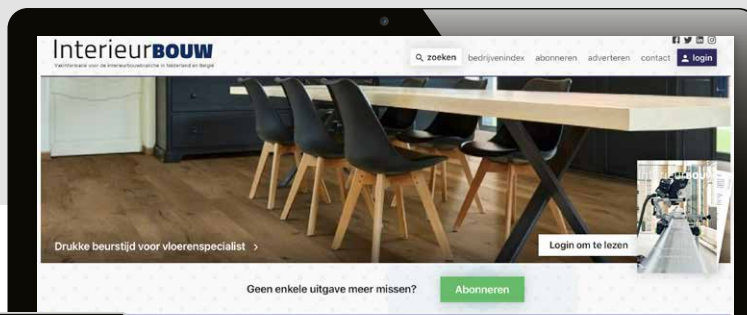 InterieurBOUW
Vakinformatie voor de interieurbouwbranche in Nederland en België
zoeken bedrijvenindex abonneren adverteren contact login
Drukke beurstijd voor vloerenspecialist >
Login om te lezen
Geen enkele uitgave meer missen? Abonneren